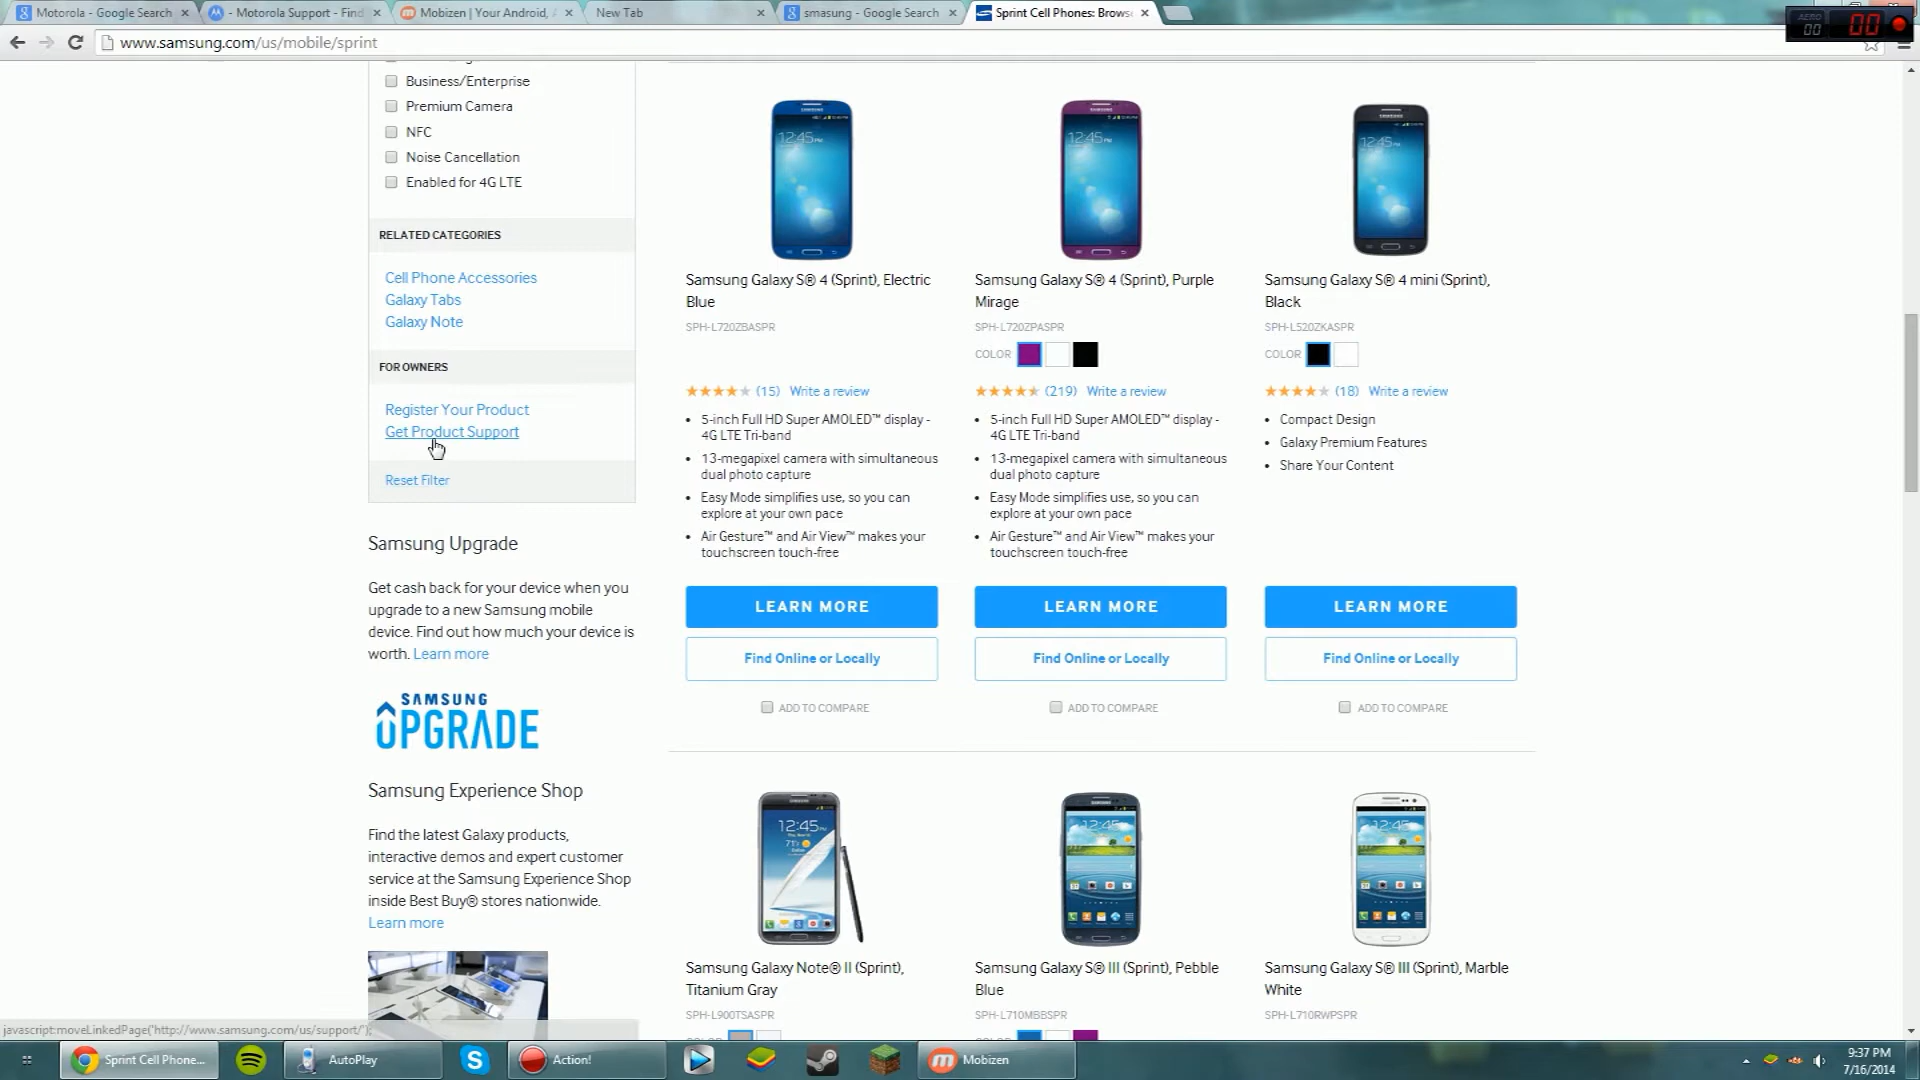 Motorola - Google Search
- Motorola Support - Find
Mobizen | Your Android,
New Tab
smasung - Google Search
Sprint Cell Phones: Brows
www.samsung.com/us/mobile/sprint
00
00
Business/Enterprise
Premium Camera
NFC
Noise Cancellation
Enabled for 4G LTE
RELATED CATEGORIES
Cell Phone Accessories
Galaxy Tabs
Galaxy Note
FOR OWNERS
Register Your Product
Get Product Support
Reset Filter
Samsung Upgrade
Get cash back for your device when you
upgrade to a new Samsung mobile
device. Find out how much your device is
worth. Learn more
SAMSUNG
UPGRADE
Samsung Experience Shop
Find the latest Galaxy products,
interactive demos and expert customer
service at the Samsung Experience Shop
inside Best Buy® stores nationwide.
Learn more
Samsung Galaxy S® 4 (Sprint), Electric
Blue
SPH-L720ZBASPR
(15) Write a review
• 5-inch Full HD Super AMOLED™ display -
4G LTE Tri-band
• 13-megapixel camera with simultaneous
dual photo capture
• Easy Mode simplifies use, so you can
explore at your own pace
• Air Gesture™ and Air View™ makes your
touchscreen touch-free
LEARN MORE
Find Online or Locally
ADD TO COMPARE
Samsung Galaxy S® 4 (Sprint), Purple
Mirage
SPH-L720ZPASPR
COLOR
(219) Write a review
• 5-inch Full HD Super AMOLED™ display -
4G LTE Tri-band
• 13-megapixel camera with simultaneous
dual photo capture
• Easy Mode simplifies use, so you can
explore at your own pace
• Air Gesture™ and Air View™ makes your
touchscreen touch-free
LEARN MORE
Find Online or Locally
ADD TO COMPARE
Samsung Galaxy S® 4 mini (Sprint),
Black
SPH-L520ZKASPR
COLOR
(18) Write a review
• Compact Design
• Galaxy Premium Features
• Share Your Content
LEARN MORE
Find Online or Locally
ADD TO COMPARE
Samsung Galaxy Note® II (Sprint),
Titanium Gray
SPH-L900TSASPR
Samsung Galaxy S® III (Sprint), Pebble
Blue
SPH-L710MBBSPR
Samsung Galaxy S® III (Sprint), Marble
White
SPH-L710RWPSPR
javascript:moveLinkedPage('http://www.samsung.com/us/support/');
Sprint Cell Phone...
AutoPlay
Action!
Mobizen
9:37 PM
7/16/2014